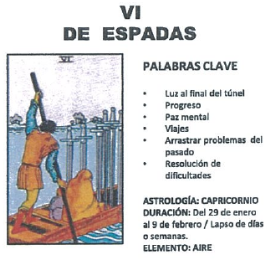 VI
DE ESPADAS
VI
PALABRAS CLAVE
• Luz al final del túnel
• Progreso
• Paz mental
• Viajes
• Arrastrar problemas del
pasado
• Resolución de
dificultades
ASTROLOGÍA: CAPRICORNIO
DURACIÓN: Del 29 de enero
al 9 de febrero / Lapso de días
o semanas.
ELEMENTO: AIRE